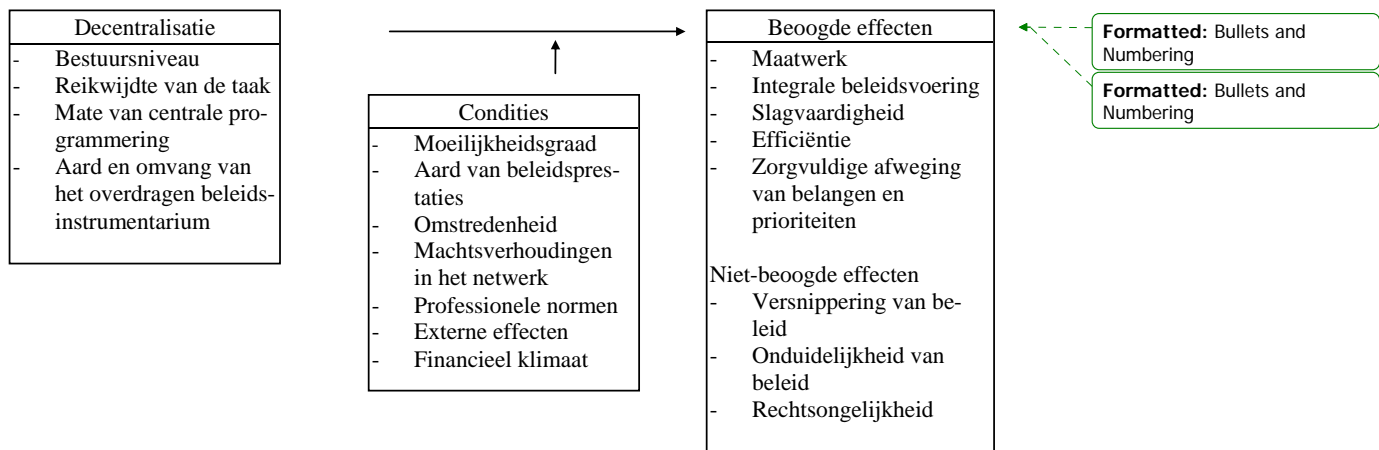 Decentralisatie
- Bestuursniveau
- Reikwijdte van de taak
- Mate van centrale pro-
grammering
- Aard en omvang van
het overdragen beleids-
instrumentarium
Condities
- Moeilijkheidsgraad
- Aard van beleidspres-
taties
- Omstredenheid
- Machtsverhoudingen
in het netwerk
- Professionele normen
- Externe effecten
- Financieel klimaat
Beoogde effecten
- Maatwerk
- Integrale beleidsvoering
- Slagvaardigheid
- Efficiëntie
- Zorgvuldige afweging
van belangen en
prioriteiten
Niet-beoogde effecten
- Versnippering van be-
leid
- Onduidelijkheid van
beleid
- Rechtsongelijkheid
Formatted: Bullets and
Numbering
Formatted: Bullets and
Numbering